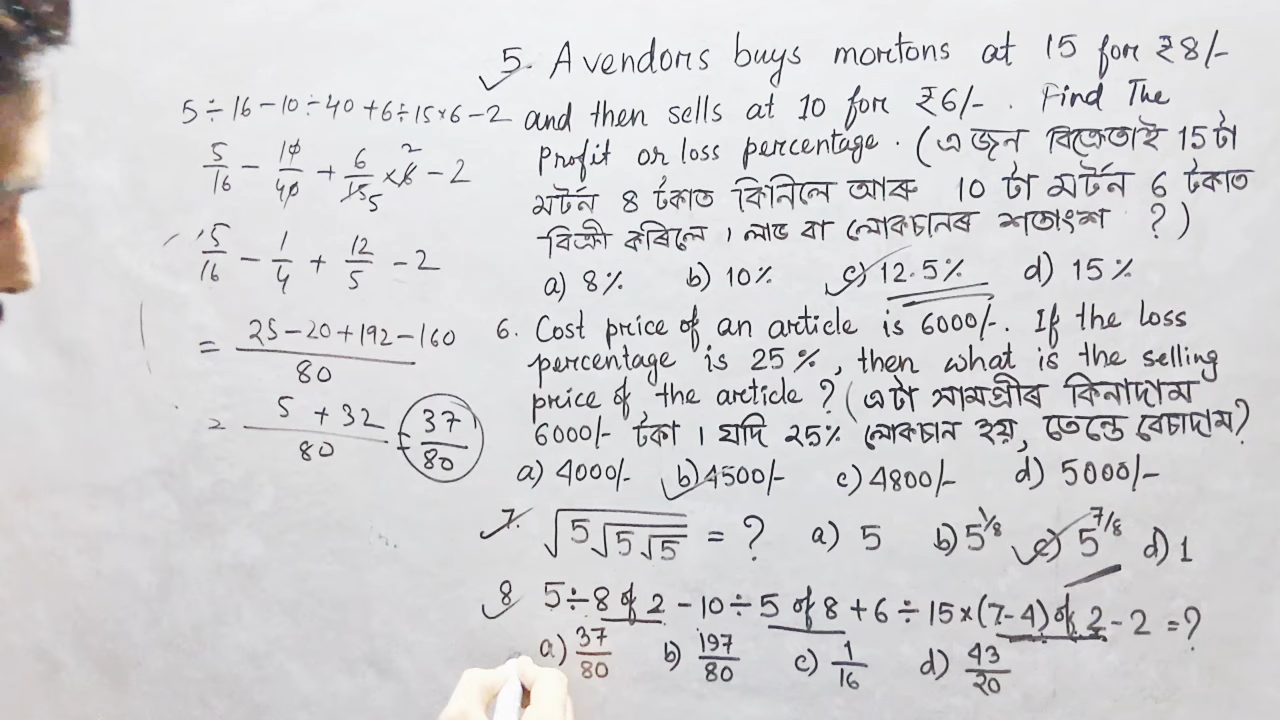 5. A vendors buys mortons at 15 for ₹8/-
and then sells at 10 for ₹6/-. Find The
Profit or loss percentage. (এজন বিক্ৰেতাই 15টা
মৰ্টন 8 টকাত কিনিলে আৰু 10 টা মৰ্টন 6 টকাত
বিক্ৰী কৰিলে। লাভ বা লোকচানৰ শতাংশ ?)
a) 8% b) 10% c) 12.5% d) 15%
6. Cost price of an article is 6000/-. If the loss
percentage is 25%, then what is the selling
price of the article? (এটা সামগ্ৰীৰ কিনাদাম
6000/- টকা। যদি 25% লোকচান হয়, তেন্তে বেচাদাম?
a) 4000/- b) 4500/- c) 4800/- d) 5000/-
7. √5√5√5 = ? a) 5 b) 5^1/8 c) 5^7/8 d) 1
8 5÷8 of 2 - 10÷5 of 8 + 6÷15×(7-4) of 2 - 2 = ?
a) 37/80 b) 197/80 c) 1/16 d) 43/20
5÷16-10÷40+6÷15×6-2
5/16 - 10/40 + 6/15 5 × 6 2 - 2
5/16 - 1/4 + 12/5 - 2
= 25-20+192-160/80
= 5+32/80 = 37/80